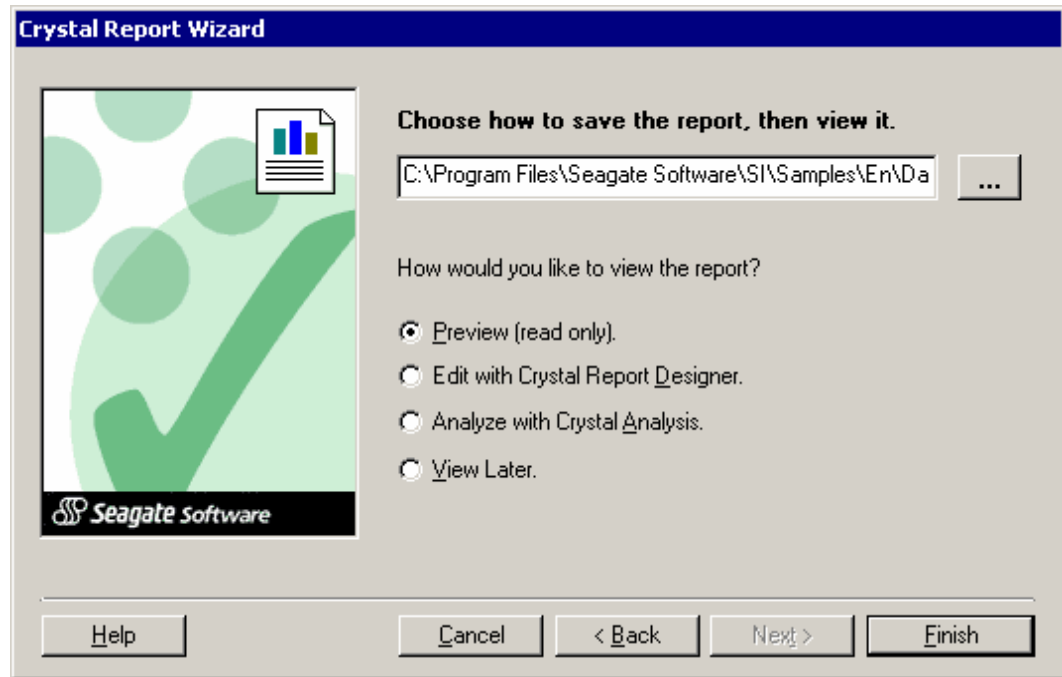 Crystal Report Wizard
Choose how to save the report, then view it.
C:\Program Files\Seagate Software\SI\Samples\En\Da
...
How would you like to view the report?
Preview (read only).
Edit with Crystal Report Designer.
Analyze with Crystal Analysis.
View Later.
Seagate Software
Help
Cancel
< Back
Next >
Finish